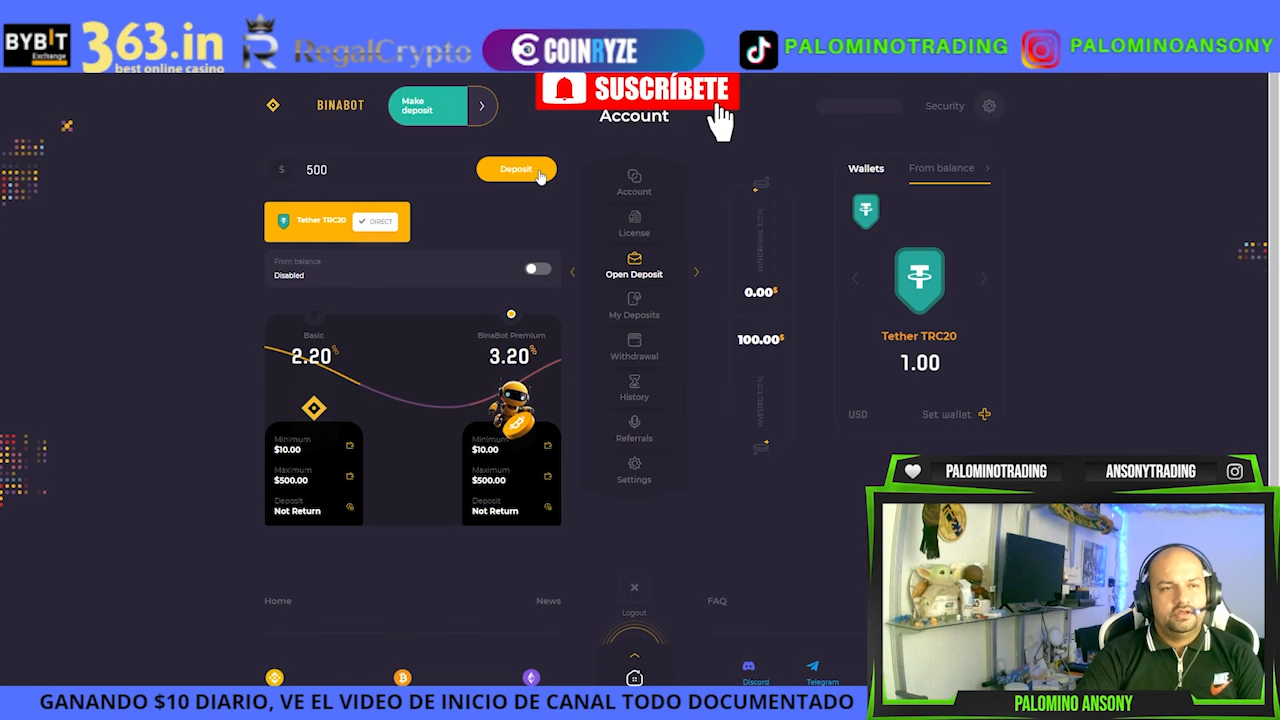 BYBIT
Exchange
363.in
best online casino
R
RegalCrypto
COINRYZE
PALOMINOTRADING
PALOMINOANSONY
SUSCRÍBETE
BINABOT
Make
deposit
Account
Security
$ 500
Deposit
Tether TRC20
DIRECT
From balance
Disabled
Basic
2.20%
BinaBot Premium
3.20%
Minimum
$10.00
Maximum
$500.00
Deposit
Not Return
Minimum
$10.00
Maximum
$500.00
Deposit
Not Return
Account
License
Open Deposit
My Deposits
Withdrawal
History
Referrals
Settings
WITHDRAWAL TOTAL
0.00$
100.00$
INVESTED TOTAL
Wallets
From balance
Tether TRC20
1.00
USD
Set wallet
Home
News
FAQ
Logout
Discord
Telegram
PALOMINOTRADING
ANSONYTRADING
PALOMINO ANSONY
GANANDO $10 DIARIO, VE EL VIDEO DE INICIO DE CANAL TODO DOCUMENTADO